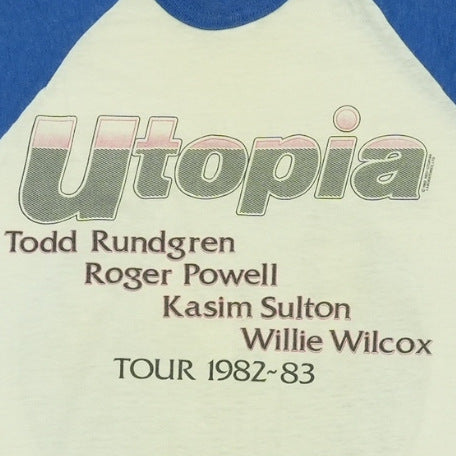 Utopia
Todd Rundgren
Roger Powell
Kasim Sulton
Willie Wilcox
TOUR 1982~83